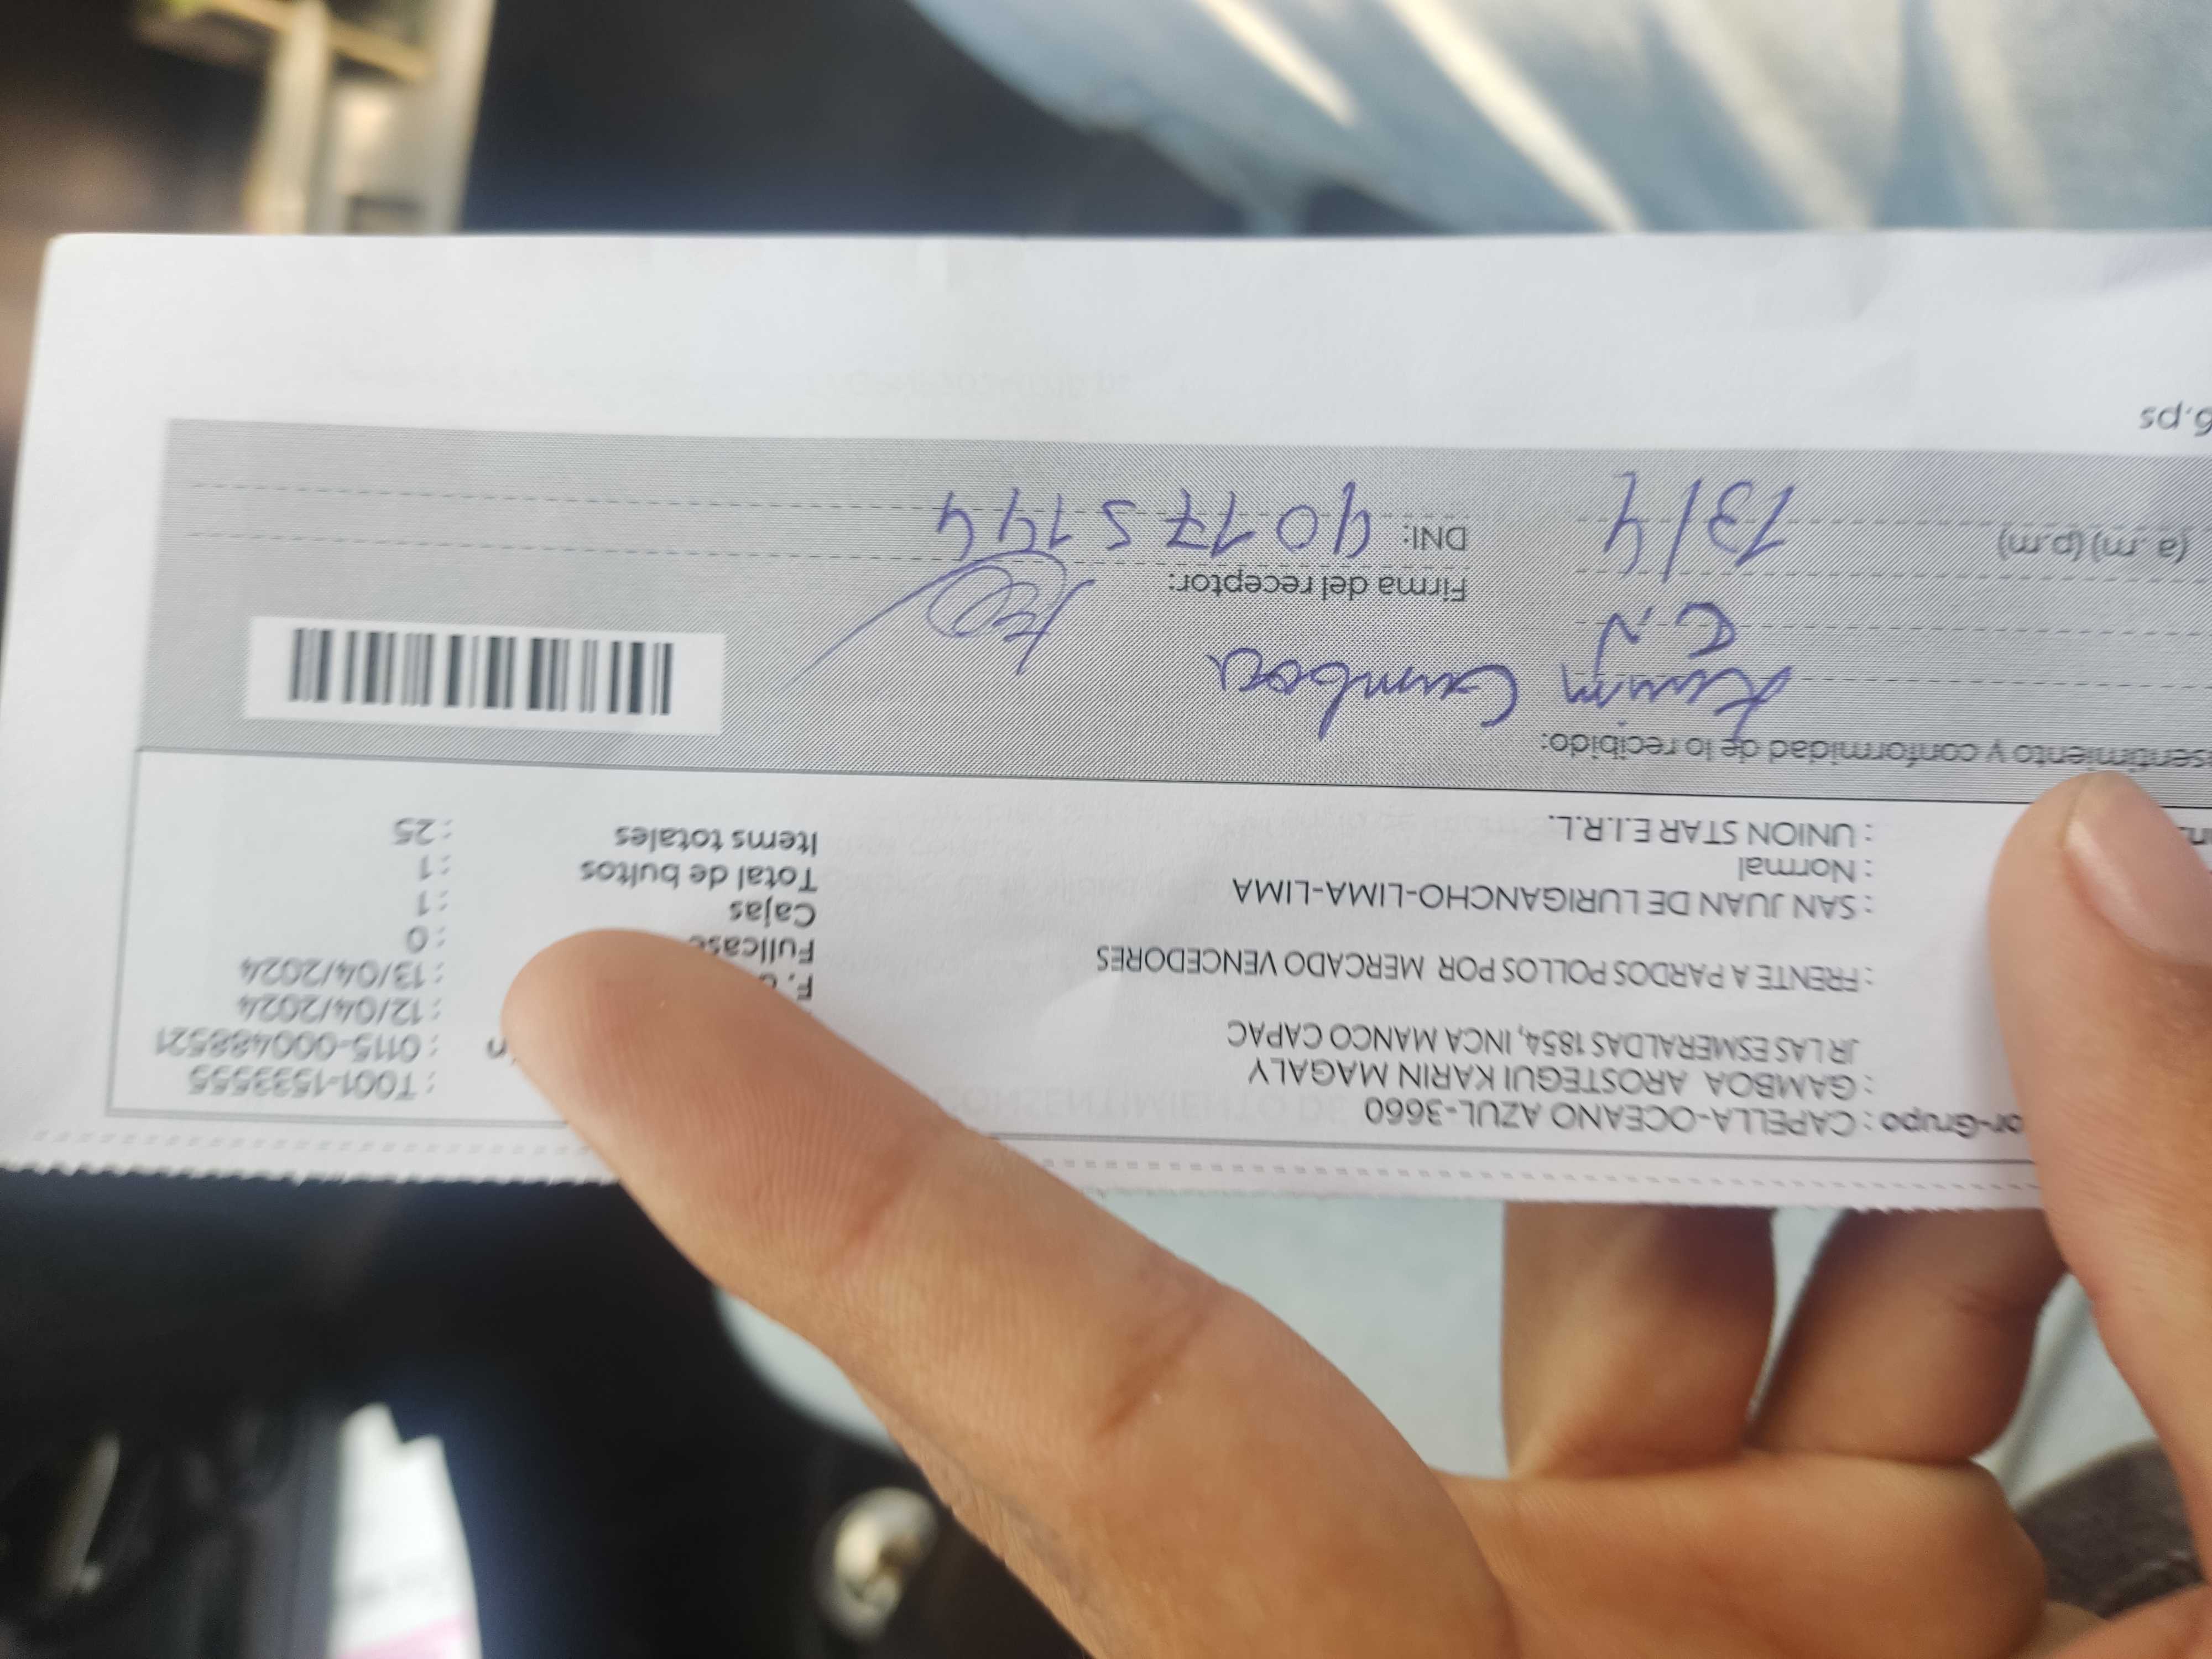 or-Grupo : CAPELLA-OCEANO AZUL-3660
: GAMBOA AROSTEGUI KARIN MAGALY
JR LAS ESMERALDAS 1854, INCA MANCO CAPAC
: FRENTE A PARDOS POLLOS POR MERCADO VENCEDORES
: SAN JUAN DE LURIGANCHO-LIMA-LIMA
: Normal
: UNION STAR E.I.R.L.
: T001-1533555
: 0115-000488521
: 12/04/2024
F. : 13/04/2024
Fullcase : 0
Cajas : 1
Total de bultos : 1
Items totales : 25
sentimiento y conformidad de lo recibido:
Karim Gamboa
C.N
Firma del receptor:
(a.m) (p.m)
13/4
DNI: 40175144
6.ps